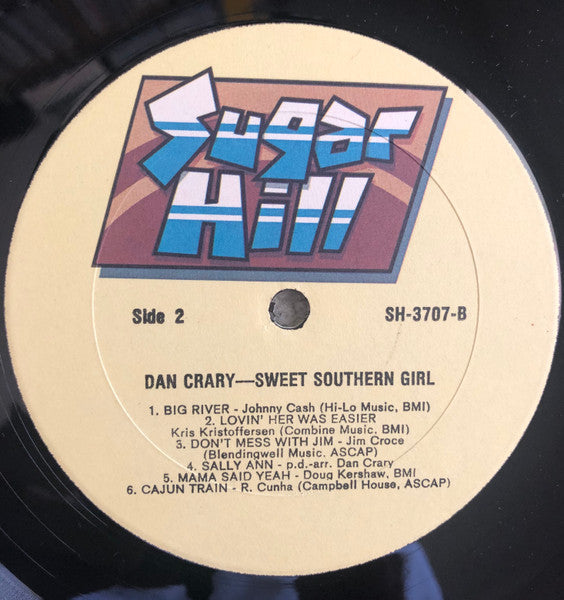 Sugar
Hill
Side 2
SH-3707-B
DAN CRARY—SWEET SOUTHERN GIRL
1. BIG RIVER - Johnny Cash (Hi-Lo Music, BMI)
2. LOVIN' HER WAS EASIER
Kris Kristoffersen (Combine Music, BMI)
3. DON'T MESS WITH JIM - Jim Croce
(Blendingwell Music, ASCAP)
4. SALLY ANN - p.d.-arr. Dan Crary
5. MAMA SAID YEAH - Doug Kershaw, BMI
6. CAJUN TRAIN - R. Cunha (Campbell House, ASCAP)